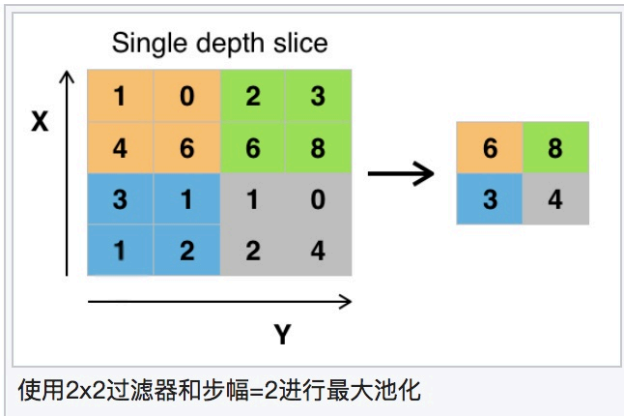 Single depth slice
X
1 0 2 3
4 6 6 8
3 1 1 0
1 2 2 4
6 8
3 4
Y
使用2x2过滤器和步幅=2进行最大池化